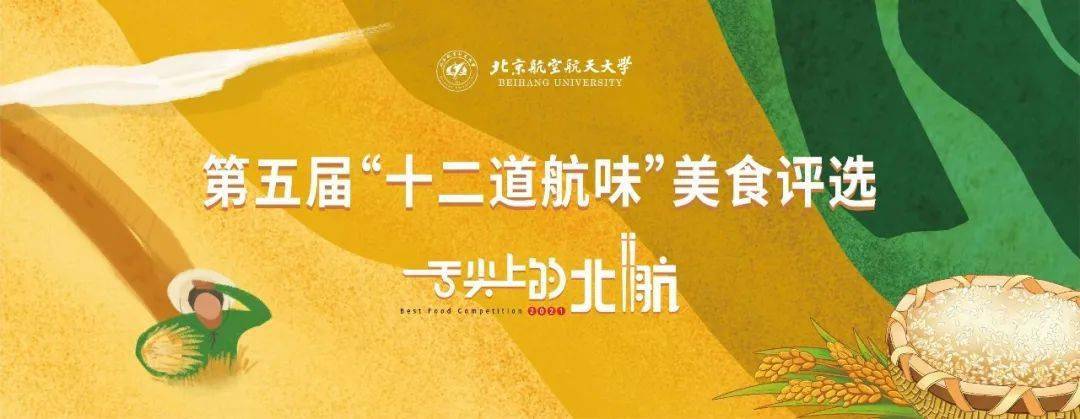 北京航空航天大学
BEIHANG UNIVERSITY
第五届“十二道航味”美食评选
舌尖上的北航
Best Food Competition 2021